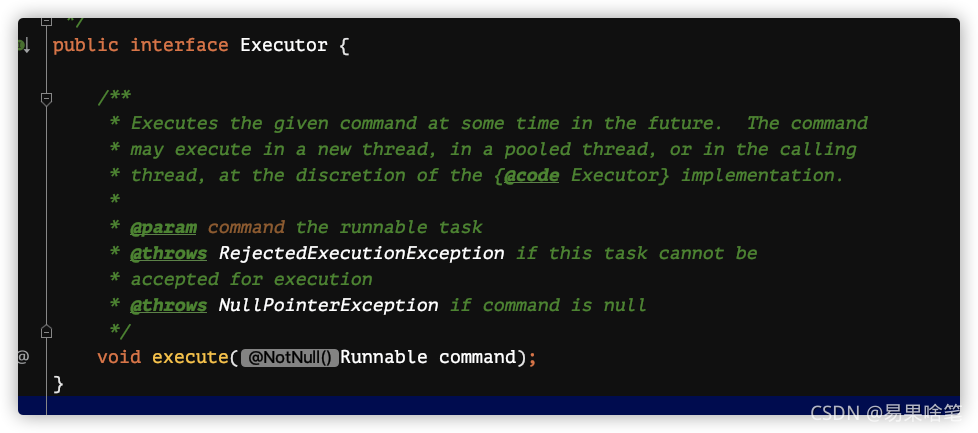 */
public interface Executor {
/**
* Executes the given command at some time in the future.  The command
* may execute in a new thread, in a pooled thread, or in the calling
* thread, at the discretion of the {@code Executor} implementation.
*
* @param command the runnable task
* @throws RejectedExecutionException if this task cannot be
* accepted for execution
* @throws NullPointerException if command is null
*/
@ void execute( @NotNull() Runnable command);
}
CSDN @易果啥笔